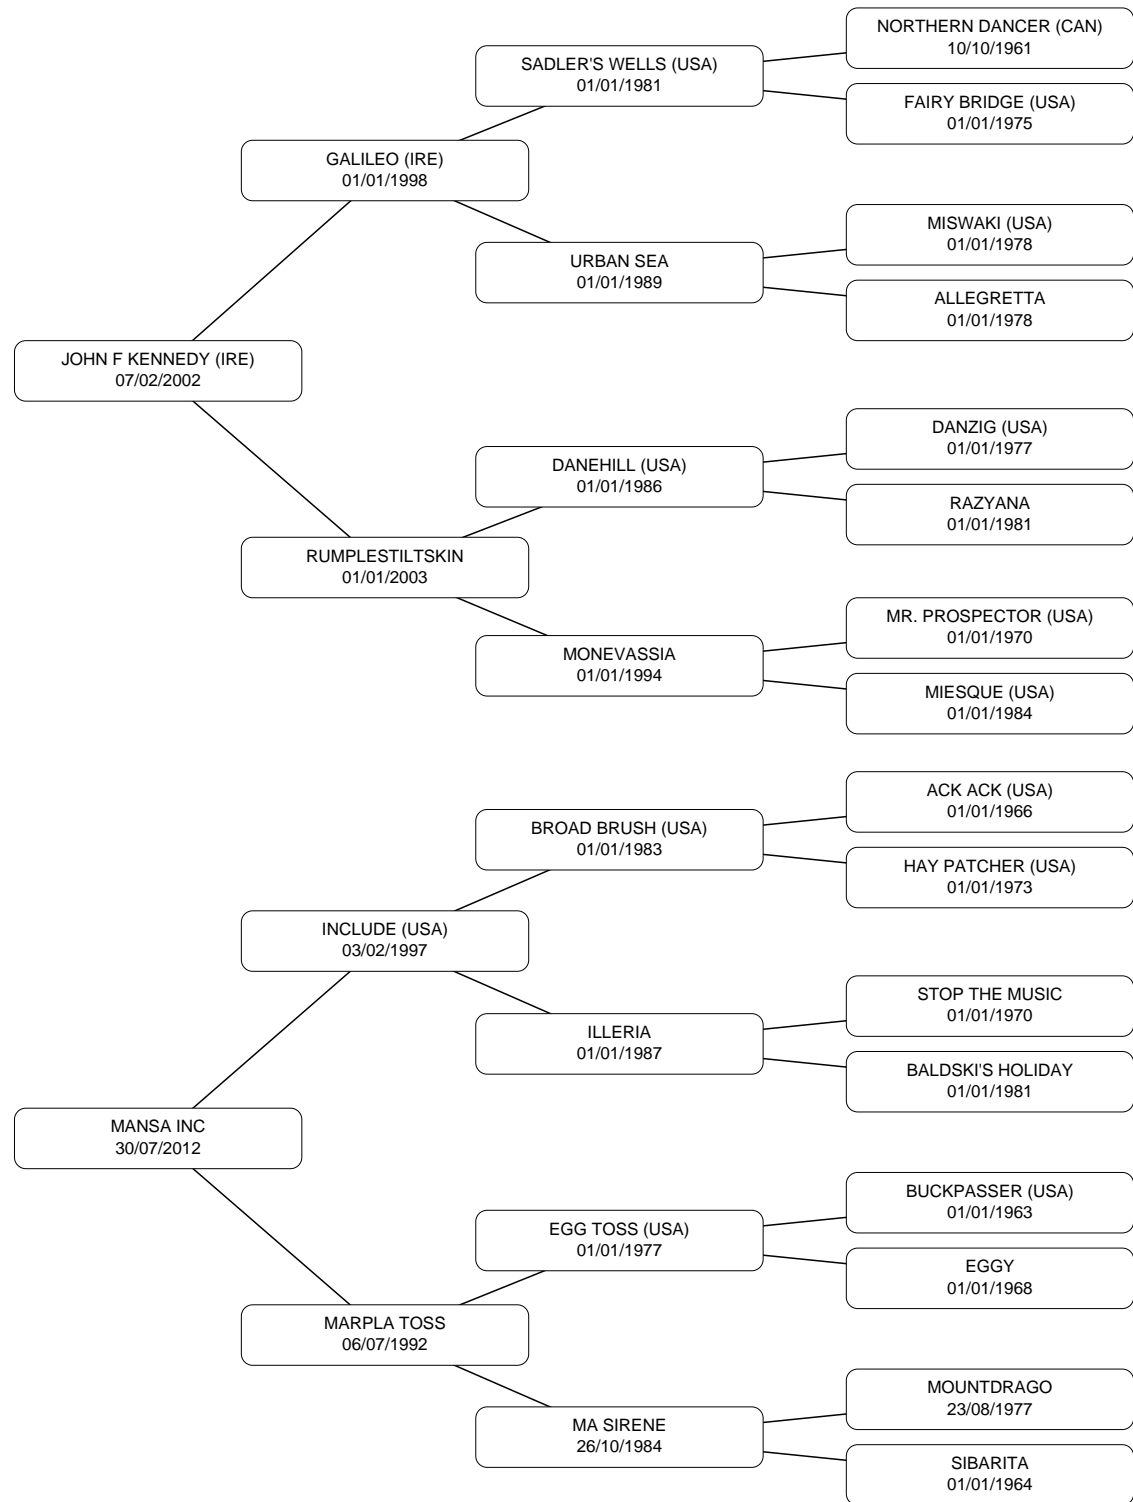 NORTHERN DANCER (CAN)
10/10/1961
SADLER'S WELLS (USA)
01/01/1981
FAIRY BRIDGE (USA)
01/01/1975
GALILEO (IRE)
01/01/1998
MISWAKI (USA)
01/01/1978
URBAN SEA
01/01/1989
ALLEGRETTA
01/01/1978
JOHN F KENNEDY (IRE)
07/02/2002
DANZIG (USA)
01/01/1977
DANEHILL (USA)
01/01/1986
RAZYANA
01/01/1981
RUMPLESTILTSKIN
01/01/2003
MR. PROSPECTOR (USA)
01/01/1970
MONEVASSIA
01/01/1994
MIESQUE (USA)
01/01/1984
ACK ACK (USA)
01/01/1966
BROAD BRUSH (USA)
01/01/1983
HAY PATCHER (USA)
01/01/1973
INCLUDE (USA)
03/02/1997
STOP THE MUSIC
01/01/1970
ILLERIA
01/01/1987
BALDSKI'S HOLIDAY
01/01/1981
MANSA INC
30/07/2012
BUCKPASSER (USA)
01/01/1963
EGG TOSS (USA)
01/01/1977
EGGY
01/01/1968
MARPLA TOSS
06/07/1992
MOUNTDRAGO
23/08/1977
MA SIRENE
26/10/1984
SIBARITA
01/01/1964